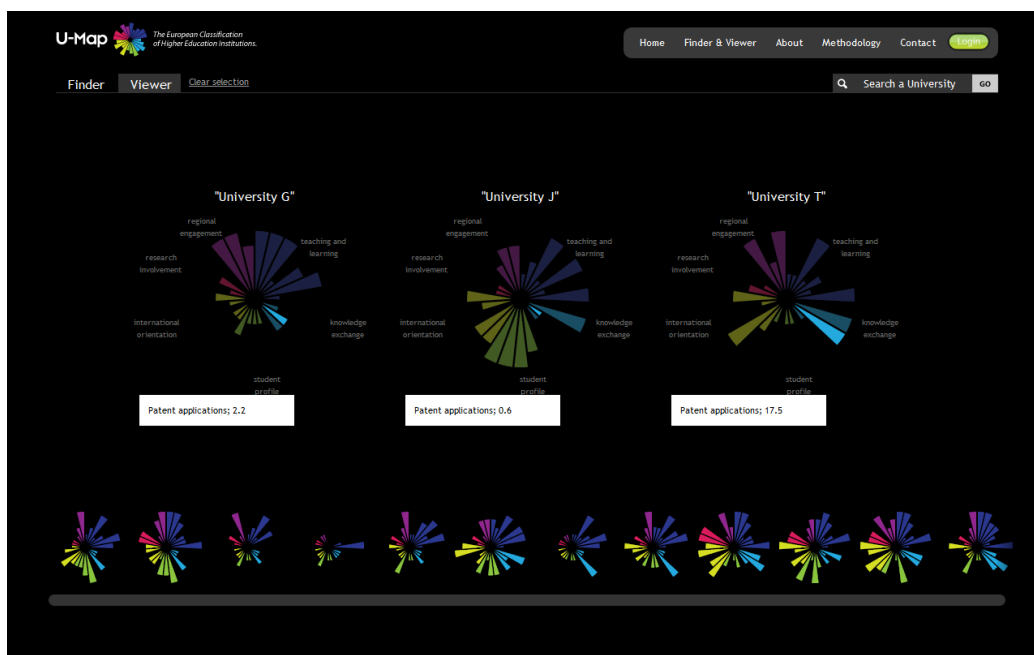 U-Map
The European Classification
of Higher Education Institutions.
Home Finder & Viewer About Methodology Contact Login
Finder Viewer Clear selection
Search a University GO
"University G"
regional
engagement
teaching and
learning
research
involvement
international
orientation
knowledge
exchange
student
profile
Patent applications; 2.2
"University J"
regional
engagement
teaching and
learning
research
involvement
international
orientation
knowledge
exchange
student
profile
Patent applications; 0.6
"University T"
regional
engagement
teaching and
learning
research
involvement
international
orientation
knowledge
exchange
student
profile
Patent applications; 17.5